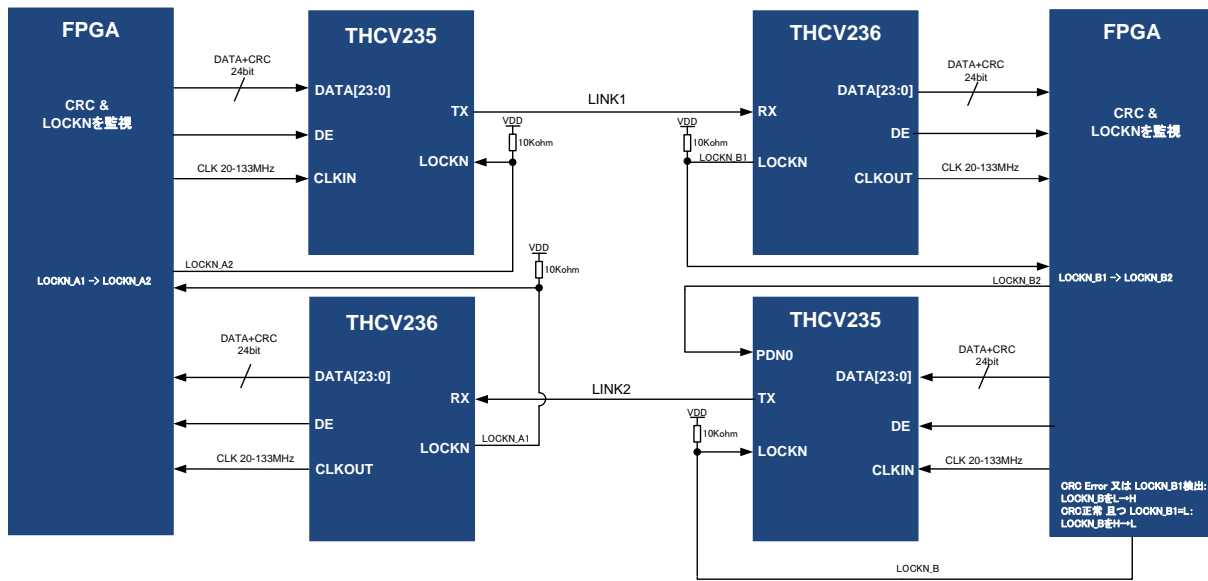 FPGA
CRC &
LOCKNを監視
LOCKN_A1 -> LOCKN_A2
DATA+CRC
24bit
CLK 20-133MHz
THCV235
DATA[23:0]
DE
CLKIN
TX
LOCKN
LINK1
VDD
10Kohm
LOCKN_A2
VDD
10Kohm
VDD
10Kohm
LOCKN_B1
THCV236
RX
LOCKN
DATA[23:0]
DE
CLKOUT
DATA+CRC
24bit
CLK 20-133MHz
FPGA
CRC &
LOCKNを監視
LOCKN_B1 -> LOCKN_B2
LOCKN_B2
DATA+CRC
24bit
CLK 20-133MHz
THCV236
DATA[23:0]
DE
CLKOUT
RX
LOCKN
LOCKN_A1
LINK2
VDD
10Kohm
THCV235
PDN0
TX
LOCKN
DATA[23:0]
DE
CLKIN
DATA+CRC
24bit
CLK 20-133MHz
CRC Error 又は LOCKN_B1検出:
LOCKN_BをL→H
CRC正常 且つ LOCKN_B1=L:
LOCKN_BをH→L
LOCKN_B